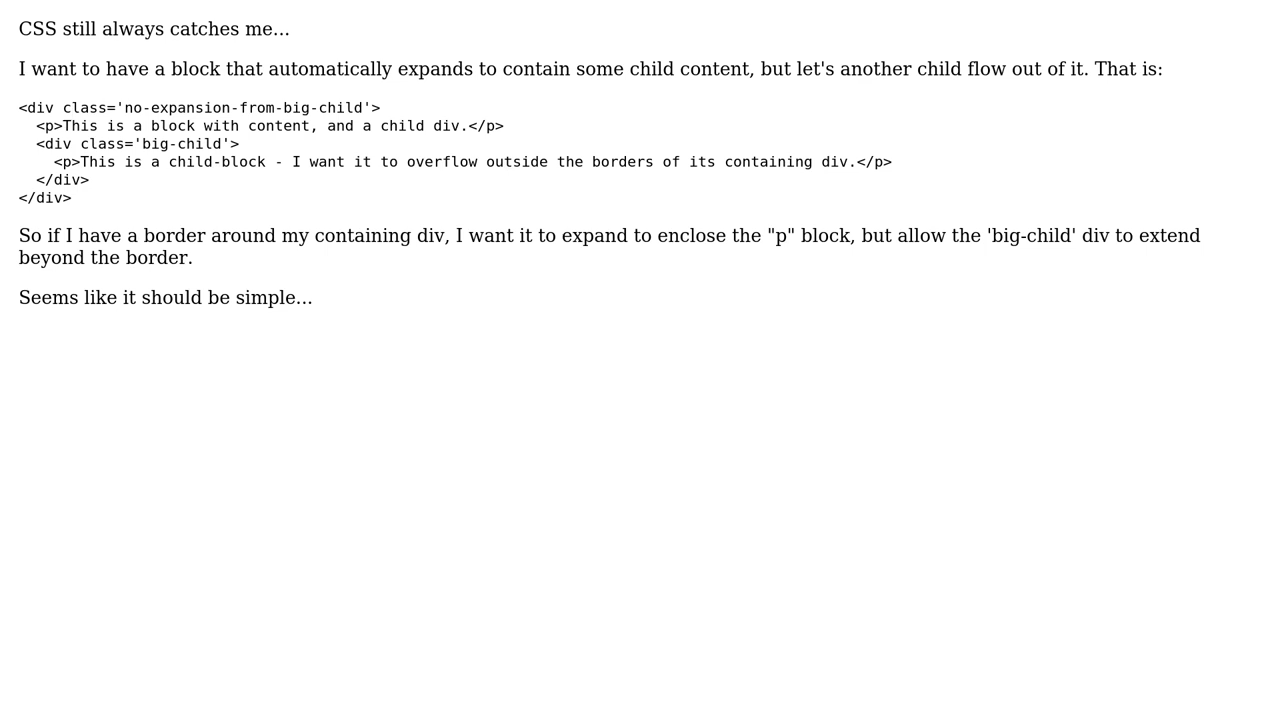 CSS still always catches me...
I want to have a block that automatically expands to contain some child content, but let's another child flow out of it. That is:
<div class='no-expansion-from-big-child'>
  <p>This is a block with content, and a child div.</p>
  <div class='big-child'>
    <p>This is a child-block - I want it to overflow outside the borders of its containing div.</p>
  </div>
</div>
So if I have a border around my containing div, I want it to expand to enclose the "p" block, but allow the 'big-child' div to extend
beyond the border.
Seems like it should be simple...